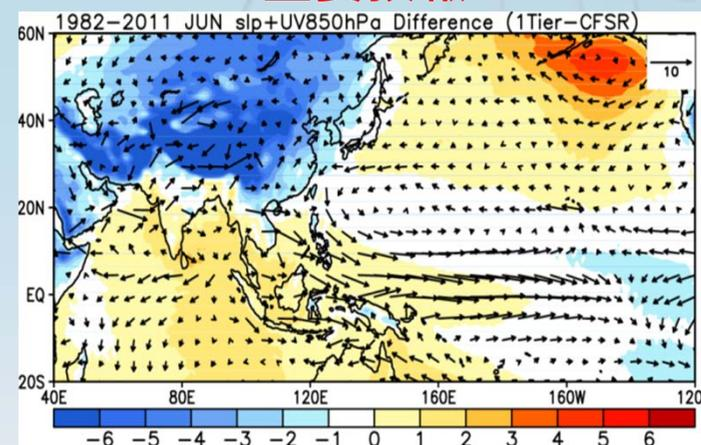 1982-2011 JUN slp+UV850hPa Difference (1Tier-CFSR)
60N
10
40N
20N
EQ
20S
40E 80E 120E 160E 160W 120
-6 -5 -4 -3 -2 -1 0 1 2 3 4 5 6